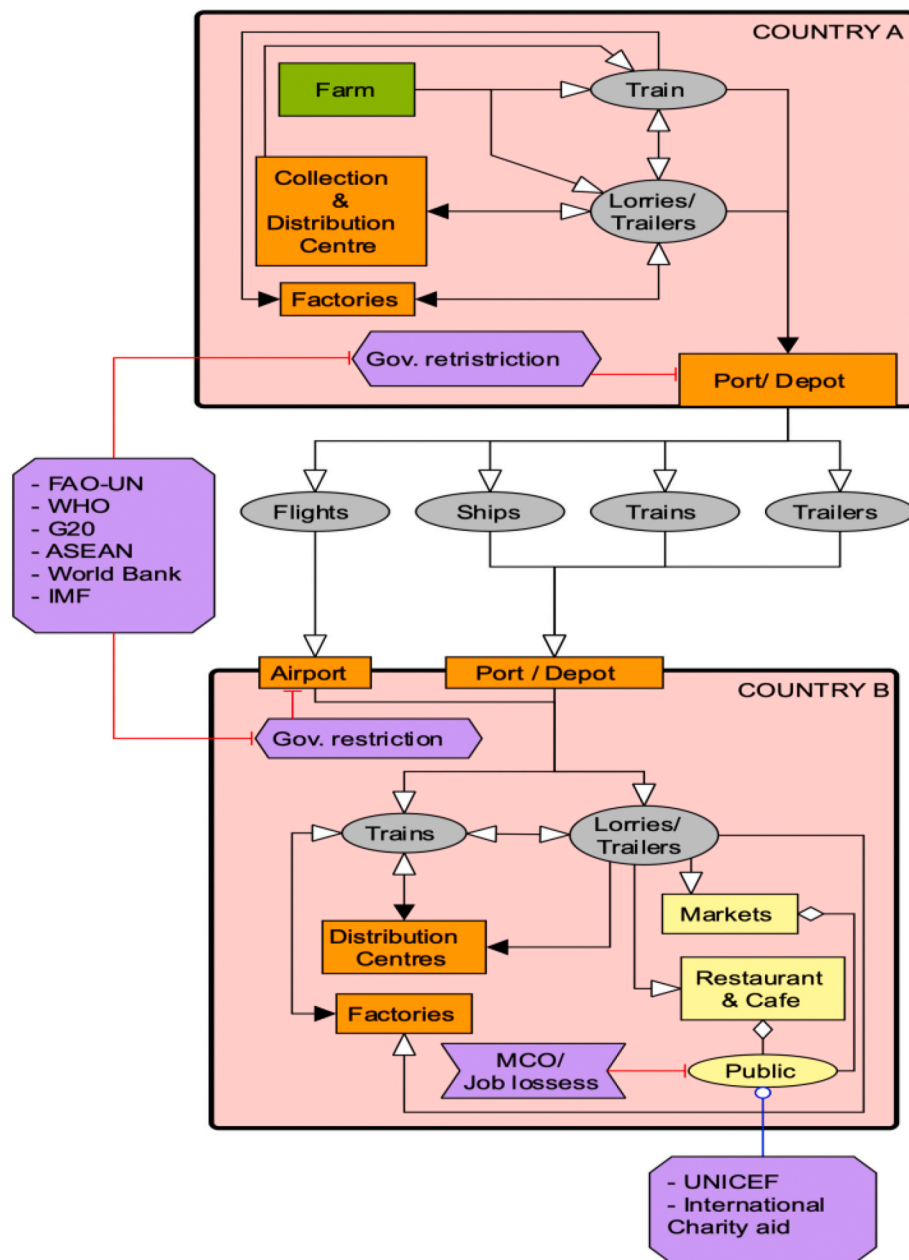 COUNTRY A
Farm
Train
Collection
&
Distribution
Centre
Lorries/
Trailers
Factories
Gov. retristriction
Port/ Depot
- FAO-UN
- WHO
- G20
- ASEAN
- World Bank
- IMF
Flights
Ships
Trains
Trailers
Airport
Port / Depot
COUNTRY B
Gov. restriction
Trains
Lorries/
Trailers
Markets
Distribution
Centres
Restaurant
& Cafe
Factories
MCO/
Job lossess
Public
- UNICEF
- International
Charity aid